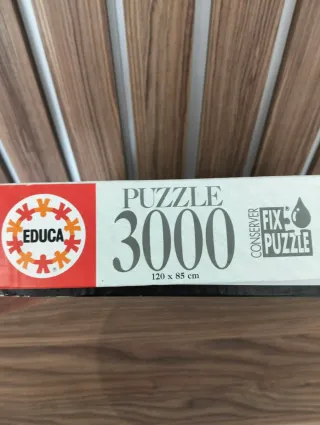 EDUCA
PUZZLE
3000
120 x 85 cm
CONSERVER
FIX
PUZZLE